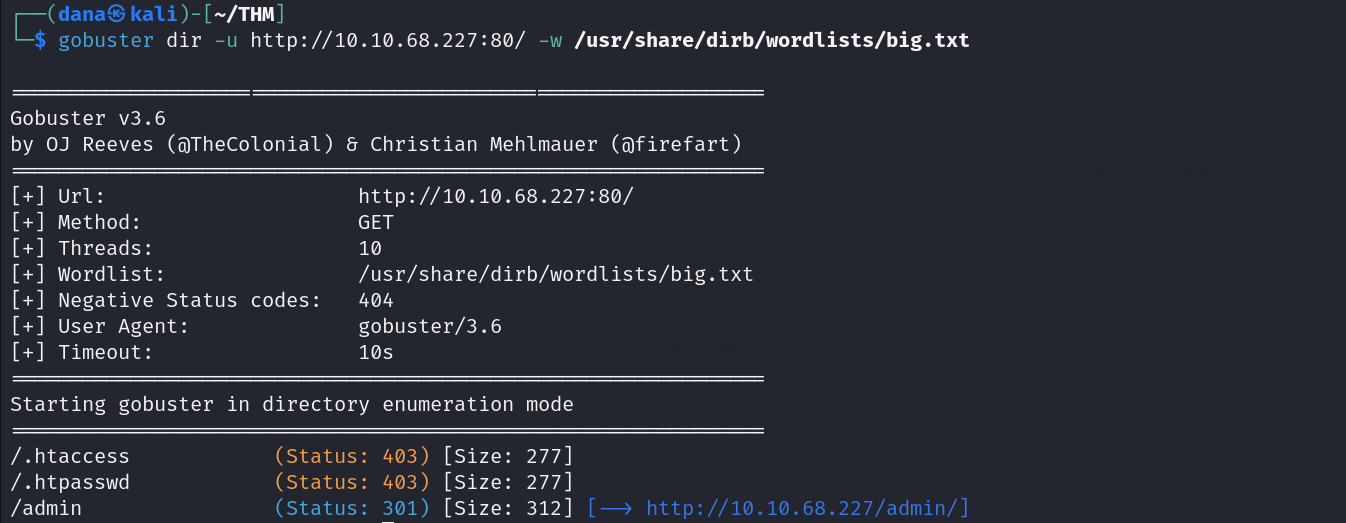 ┌──(dana㉿kali)-[~/THM]
└─$ gobuster dir -u http://10.10.68.227:80/ -w /usr/share/dirb/wordlists/big.txt
===============================================================
Gobuster v3.6
by OJ Reeves (@TheColonial) & Christian Mehlmauer (@firefart)
===============================================================
[+] Url:                     http://10.10.68.227:80/
[+] Method:                  GET
[+] Threads:                 10
[+] Wordlist:                /usr/share/dirb/wordlists/big.txt
[+] Negative Status codes:   404
[+] User Agent:              gobuster/3.6
[+] Timeout:                 10s
===============================================================
Starting gobuster in directory enumeration mode
===============================================================
/.htaccess            (Status: 403) [Size: 277]
/.htpasswd            (Status: 403) [Size: 277]
/admin                (Status: 301) [Size: 312] [--> http://10.10.68.227/admin/]